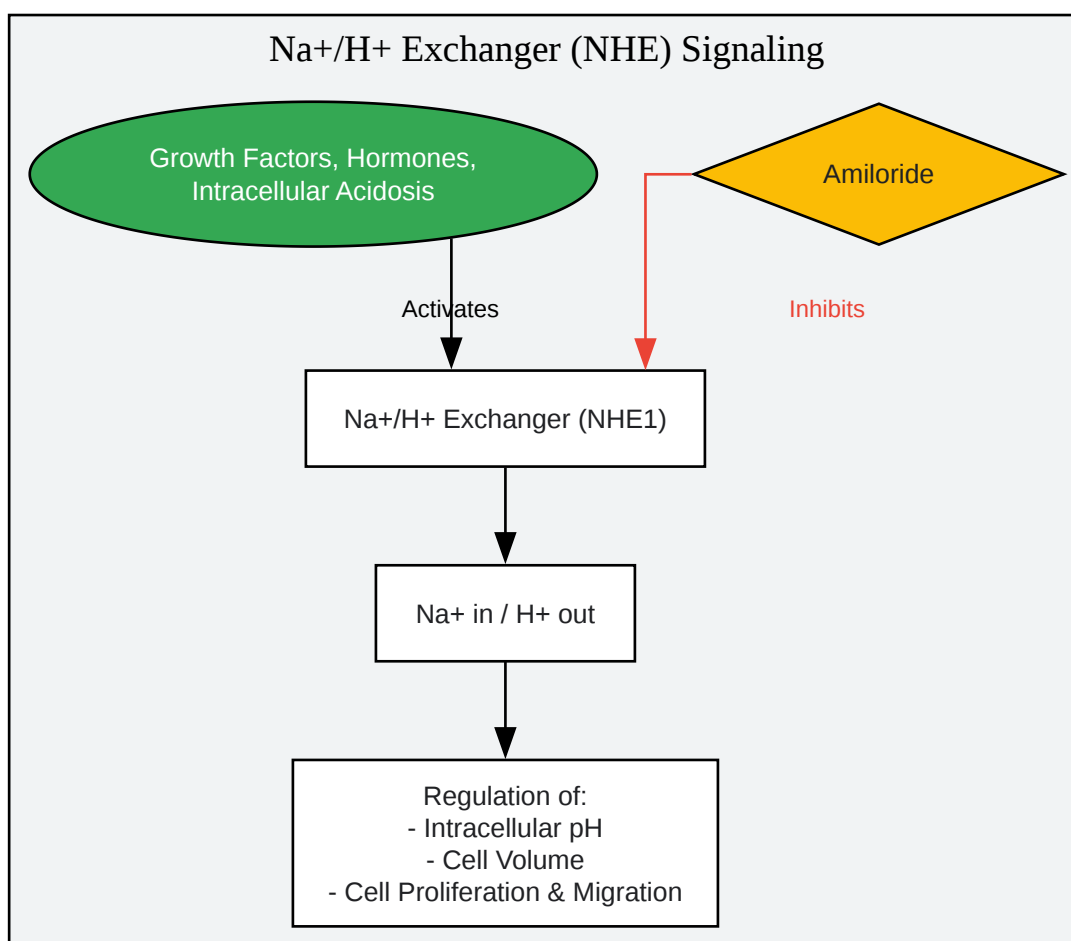 Na+/H+ Exchanger (NHE) Signaling
Growth Factors, Hormones,
Intracellular Acidosis
Amiloride
Activates
Inhibits
Na+/H+ Exchanger (NHE1)
Na+ in / H+ out
Regulation of:
- Intracellular pH
- Cell Volume
- Cell Proliferation & Migration